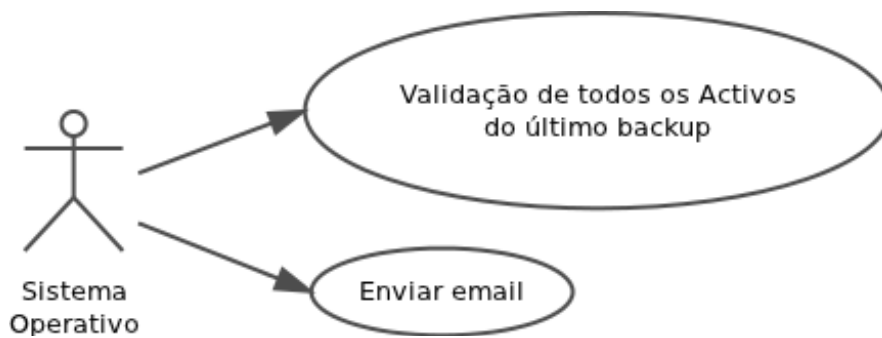 Validação de todos os Activos
do último backup
Sistema
Operativo
Enviar email